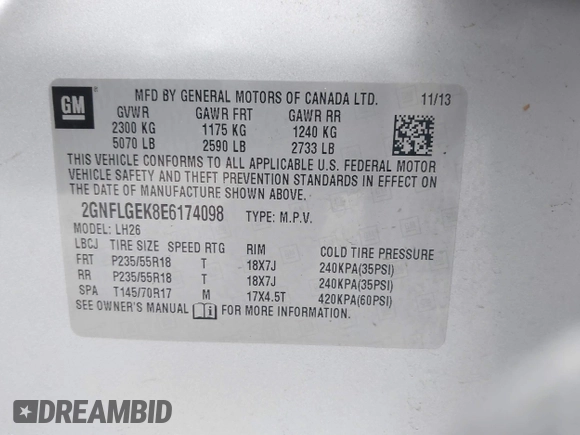 GM
MFD BY GENERAL MOTORS OF CANADA LTD. 11/13
GVWR GAWR FRT GAWR RR
2300 KG 1175 KG 1240 KG
5070 LB 2590 LB 2733 LB
THIS VEHICLE CONFORMS TO ALL APPLICABLE U.S. FEDERAL MOTOR
VEHICLE SAFETY AND THEFT PREVENTION STANDARDS IN EFFECT ON
THE DATE OF MANUFACTURE SHOWN ABOVE.
2GNFLGEK8E6174098 TYPE: M.P.V.
MODEL: LH26
LBCJ TIRE SIZE SPEED RTG RIM COLD TIRE PRESSURE
FRT P235/55R18 T 18X7J 240KPA(35PSI)
RR P235/55R18 T 18X7J 240KPA(35PSI)
SPA T145/70R17 M 17X4.5T 420KPA(60PSI)
SEE OWNER'S MANUAL FOR MORE INFORMATION.
DREAMBID